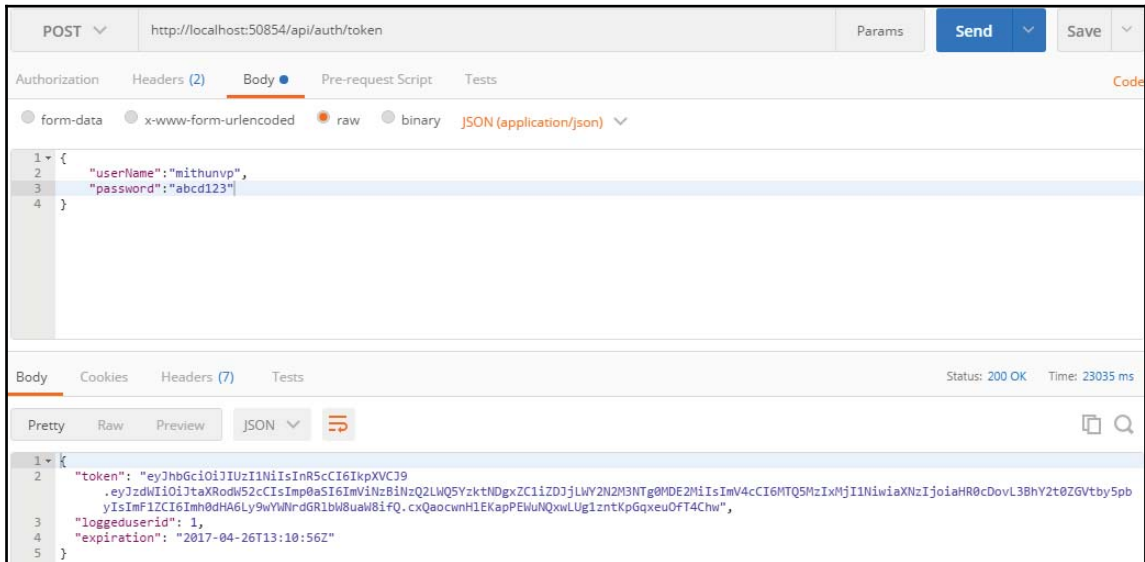 POST http://localhost:50854/api/auth/token Params Send Save
Authorization Headers (2) Body Pre-request Script Tests Code
form-data x-www-form-urlencoded raw binary JSON (application/json)
1 {
2 "userName":"mithunvp",
3 "password":"abcd123"
4 }
Body Cookies Headers (7) Tests Status: 200 OK Time: 23035 ms
Pretty Raw Preview JSON
1 {
2 "token": "eyJhbGciOiJIUzI1NiIsInR5cCI6IkpXVCJ9
.eyJzdWIiOiJtaXRodW52cCIsImp0aSI6ImViNzBiNzQ2LWQ5YzktNDgxZC1iZDJjLWY2N2M3NTg0MDE2MiIsImV4cCI6MTQ5MzIxMjI1NiwiaXNzIjoiaHR0cDovL3BhY2t0ZGVtby5pb
yIsImF1ZCI6Imh0dHA6Ly9wYWNrdGR1bW8uaW8ifQ.cxQaocwnHlEKapPEWuNQxwLUg1zntKpGqxeuOfT4Chw",
3 "loggeduserid": 1,
4 "expiration": "2017-04-26T13:10:56Z"
5 }